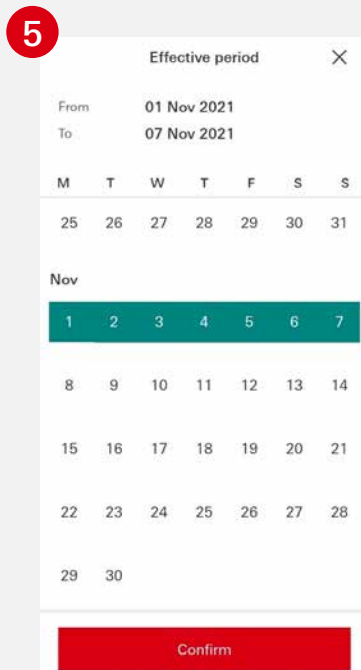 5
Effective period
From 01 Nov 2021
To 07 Nov 2021
M T W T F S S
25 26 27 28 29 30 31
Nov
1 2 3 4 5 6 7
8 9 10 11 12 13 14
15 16 17 18 19 20 21
22 23 24 25 26 27 28
29 30
Confirm